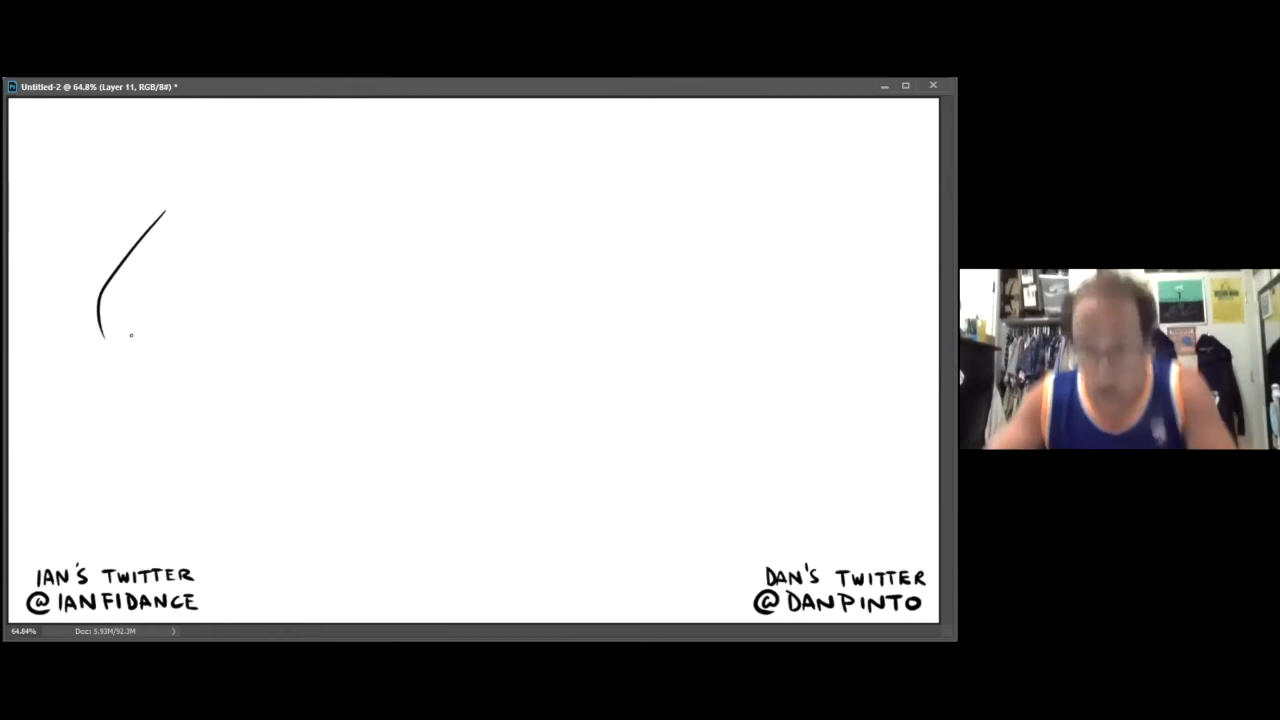 Untitled-2 @ 64.8% (Layer 11, RGB/8#) *
IAN'S TWITTER
@IANFIDANCE
DAN'S TWITTER
@DANPINTO
64.84%
Doc: 5.93M/92.3M